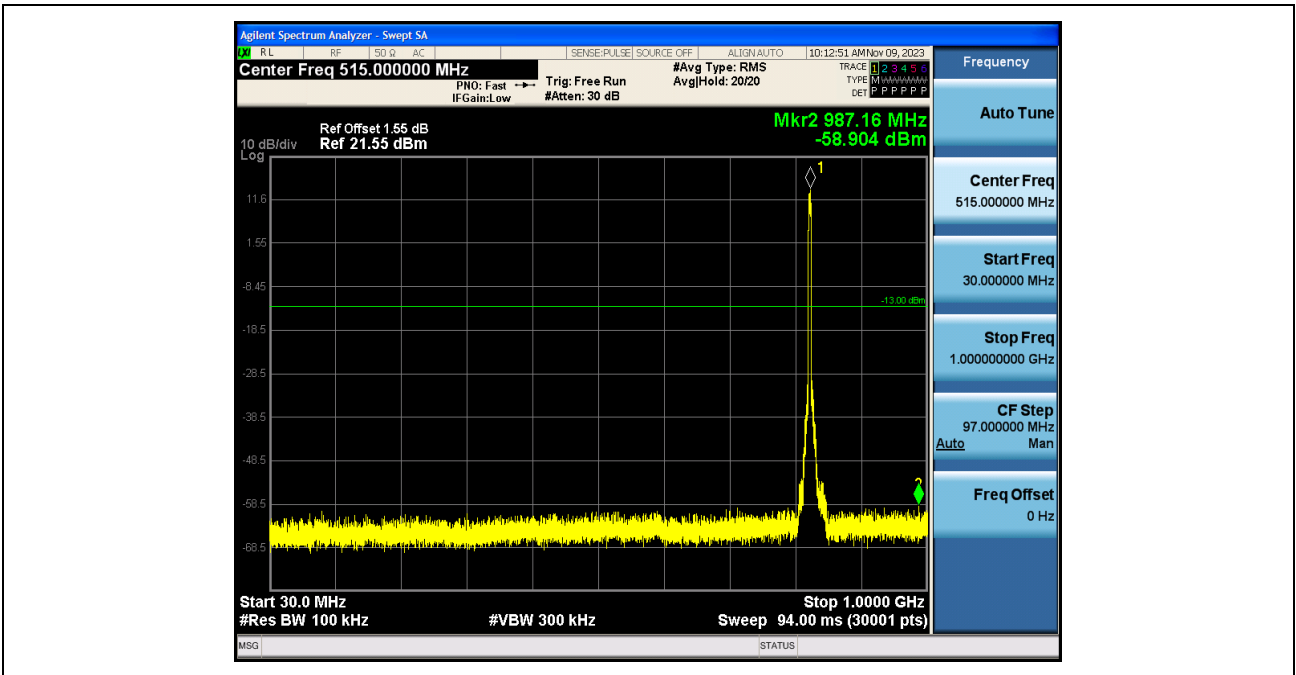 Agilent Spectrum Analyzer - Swept SA
LXI RL RF 50 Ω AC SENSE:PULSE SOURCE OFF ALIGN AUTO 10:12:51 AM Nov 09, 2023
Center Freq 515.000000 MHz
PNO: Fast
IFGain:Low
Trig: Free Run
#Atten: 30 dB
#Avg Type: RMS
Avg|Hold: 20/20
TRACE 1 2 3 4 5 6
TYPE M
DET P P P P P P
Mkr2 987.16 MHz
-58.904 dBm
Ref Offset 1.55 dB
10 dB/div Ref 21.55 dBm
Log
1
11.6
1.55
-8.45
-13.00 dBm
-18.5
-28.5
-38.5
-48.5
2
-58.5
-68.5
Start 30.0 MHz Stop 1.0000 GHz
#Res BW 100 kHz #VBW 300 kHz Sweep 94.00 ms (30001 pts)
MSG STATUS
Frequency
Auto Tune
Center Freq
515.000000 MHz
Start Freq
30.000000 MHz
Stop Freq
1.000000000 GHz
CF Step
97.000000 MHz
Auto Man
Freq Offset
0 Hz